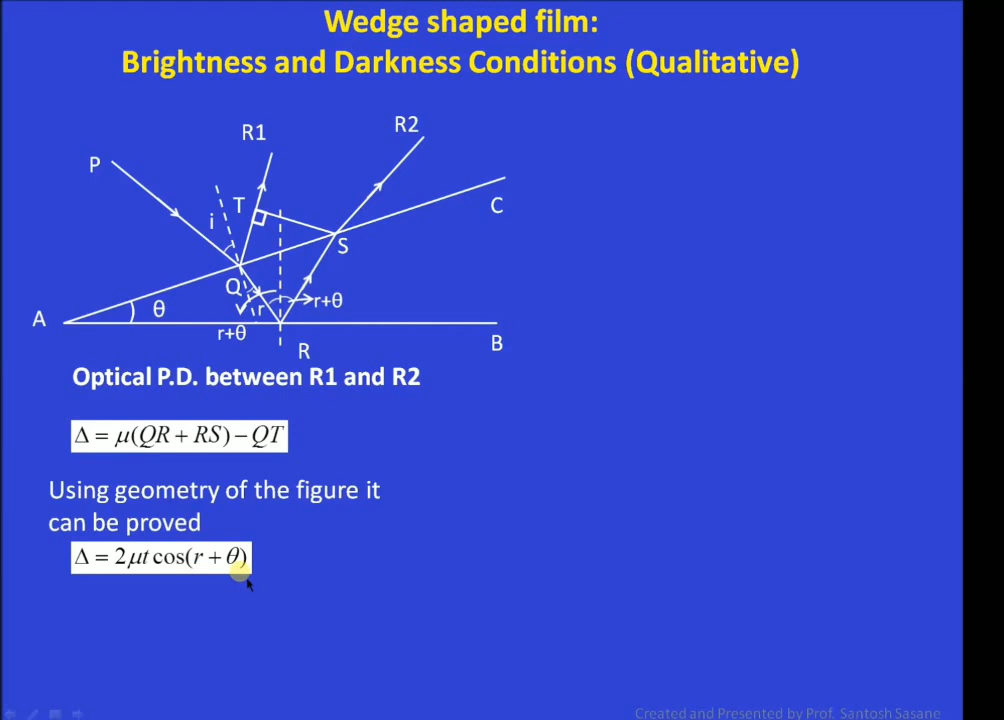 Wedge shaped film:
Brightness and Darkness Conditions (Qualitative)
R1
R2
P
i
T
C
S
Q
A
θ
r
r+θ
r+θ
R
B
Optical P.D. between R1 and R2
Δ = μ(QR + RS) − QT
Using geometry of the figure it
can be proved
Δ = 2μt cos(r + θ)
Created and Presented by Prof. Santosh Sasane